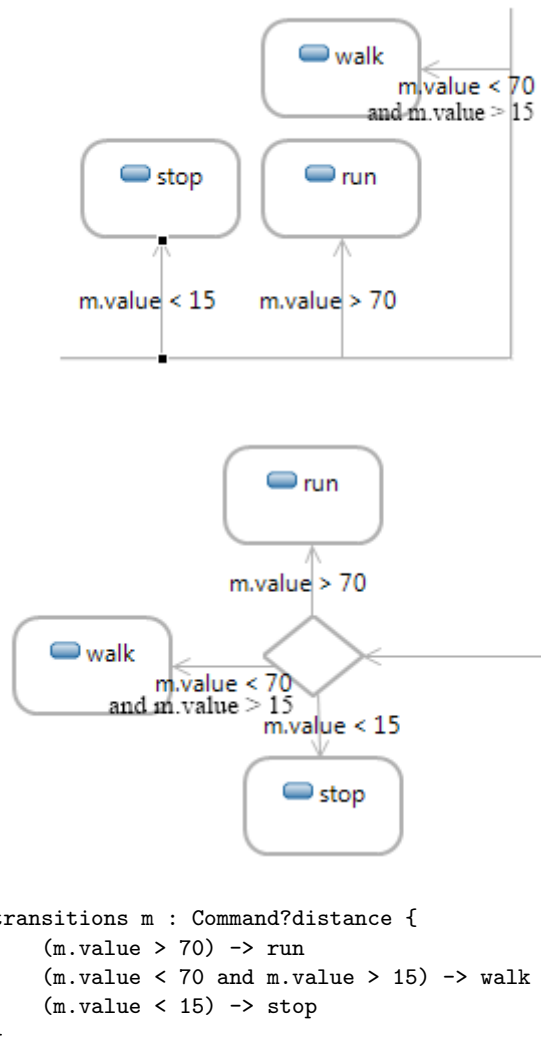 walk
m.value < 70
and m.value > 15
stop
run
m.value < 15
m.value > 70
run
m.value > 70
walk
m.value < 70
and m.value > 15
m.value < 15
stop
transitions m : Command?distance {
(m.value > 70) -> run
(m.value < 70 and m.value > 15) -> walk
(m.value < 15) -> stop
}